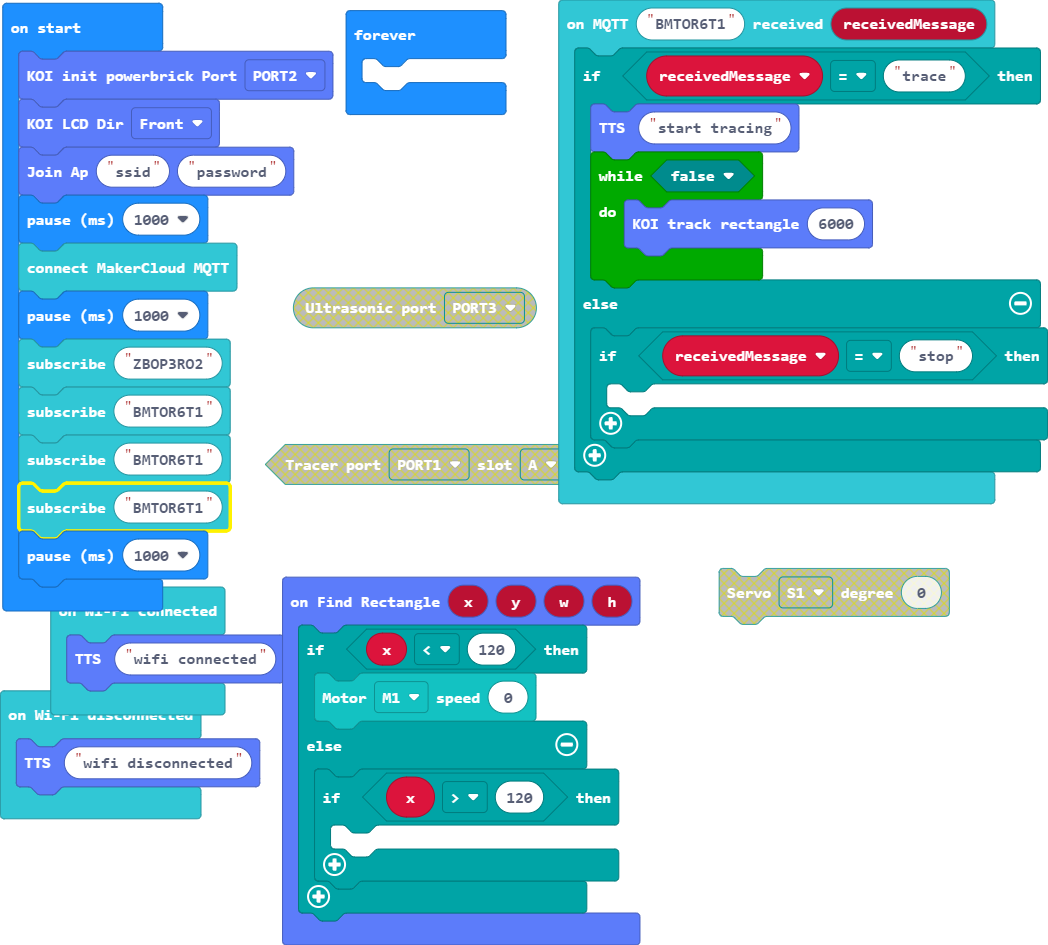 on start
KOI init powerbrick Port PORT2
KOI LCD Dir Front
Join Ap "ssid" "password"
pause (ms) 1000
connect MakerCloud MQTT
pause (ms) 1000
subscribe "ZBOP3RO2"
subscribe "BMTOR6T1"
subscribe "BMTOR6T1"
subscribe "BMTOR6T1"
pause (ms) 1000
forever
on MQTT "BMTOR6T1" received receivedMessage
if receivedMessage = "trace" then
TTS "start tracing"
while false
do KOI track rectangle 6000
else
if receivedMessage = "stop" then
Ultrasonic port PORT3
Tracer port PORT1 slot A
Servo S1 degree 0
on Wi-Fi connected
TTS "wifi connected"
on Wi-Fi disconnected
TTS "wifi disconnected"
on Find Rectangle x y w h
if x < 120 then
Motor M1 speed 0
else
if x > 120 then